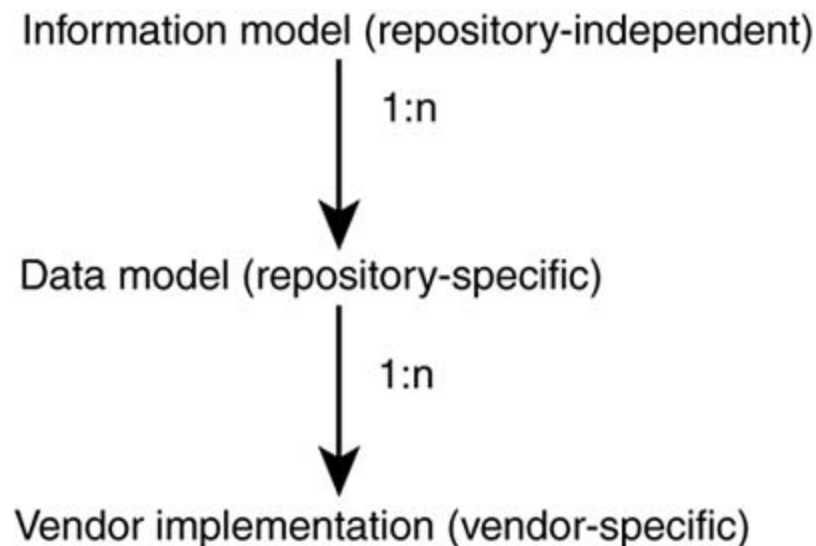 Information model (repository-independent)
1:n
Data model (repository-specific)
1:n
Vendor implementation (vendor-specific)